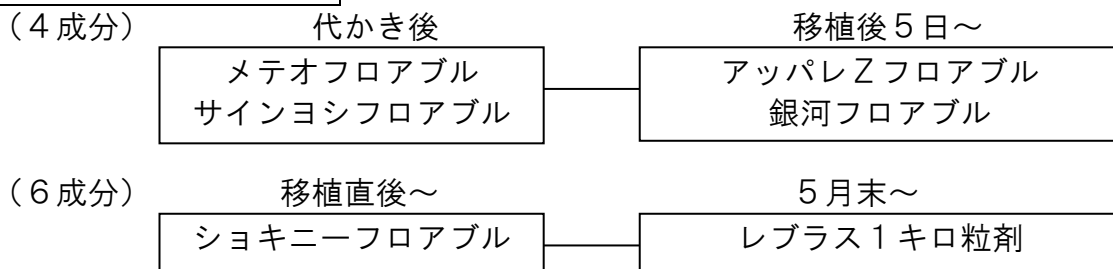 （４成分） 代かき後 移植後５日～
メテオフロアブル アッパレＺフロアブル
サインヨシフロアブル 銀河フロアブル
（６成分） 移植直後～ ５月末～
ショキニーフロアブル レブラス１キロ粒剤